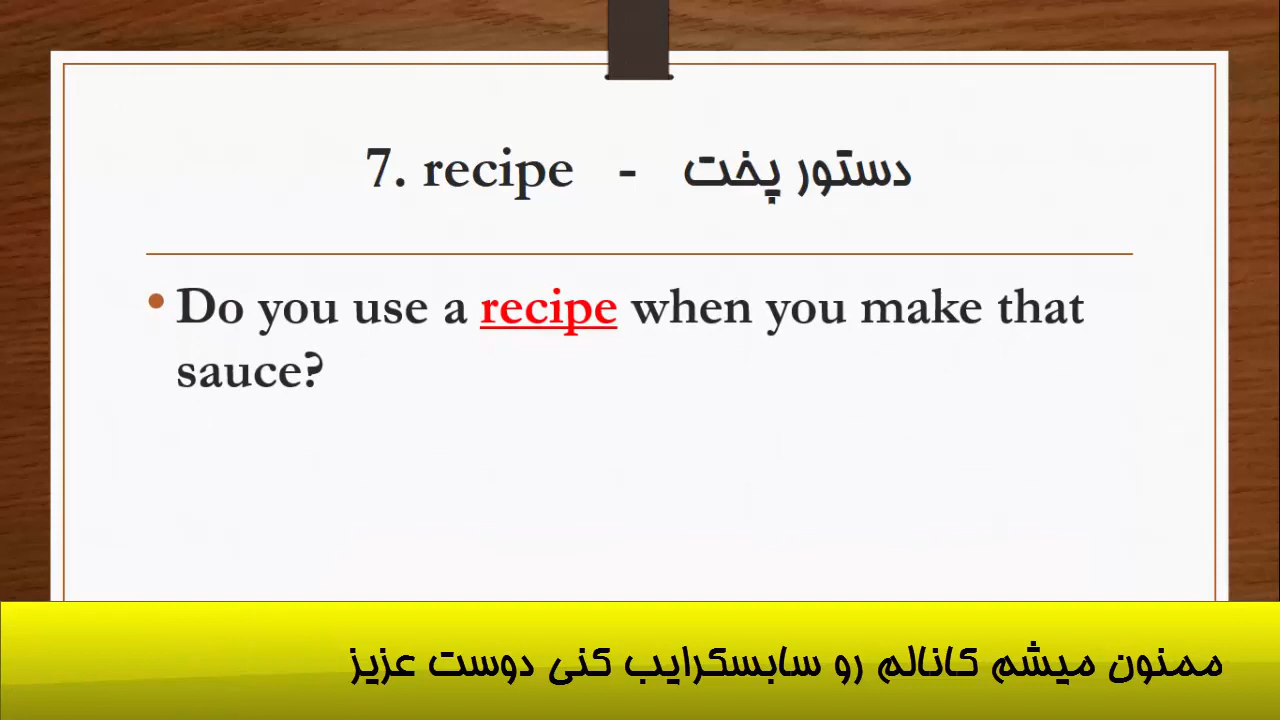 7. recipe - دستور پخت
• Do you use a recipe when you make that
sauce?
ممنون میشم کانالم رو سابسکرایب کنی دوست عزیز